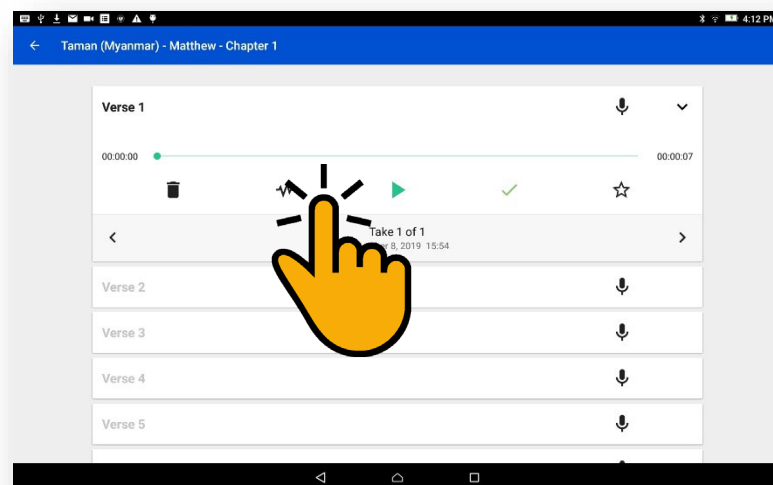 4:12 PM
Taman (Myanmar) - Matthew - Chapter 1
Verse 1
00:00:00
00:00:07
Take 1 of 1
8, 2019 15:54
Verse 2
Verse 3
Verse 4
Verse 5